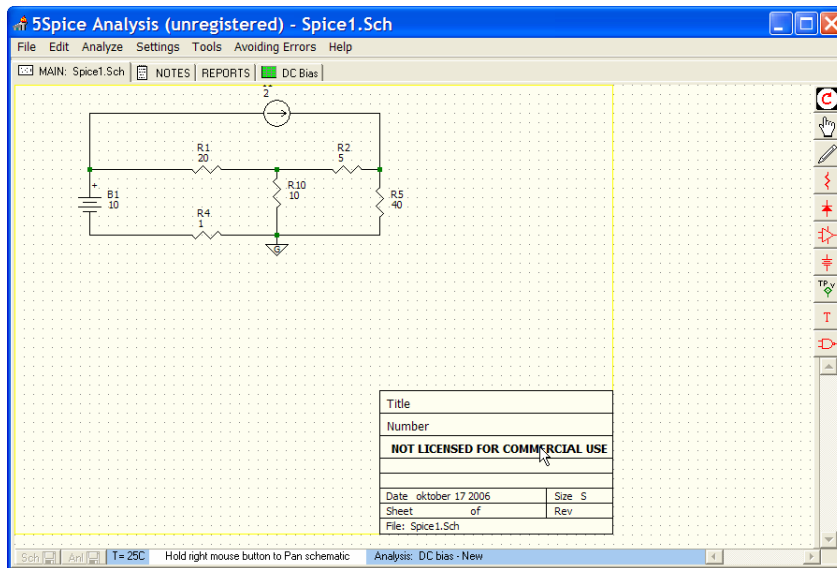 5Spice Analysis (unregistered) - Spice1.Sch
File Edit Analyze Settings Tools Avoiding Errors Help
MAIN: Spice1.Sch NOTES REPORTS DC Bias
2
R1
20
R2
5
+
B1
10
R10
10
R5
40
R4
1
G
TP v
T
Title
Number
NOT LICENSED FOR COMMERCIAL USE
Date oktober 17 2006 Size S
Sheet of Rev
File: Spice1.Sch
Sch Anl T= 25C Hold right mouse button to Pan schematic Analysis: DC bias - New